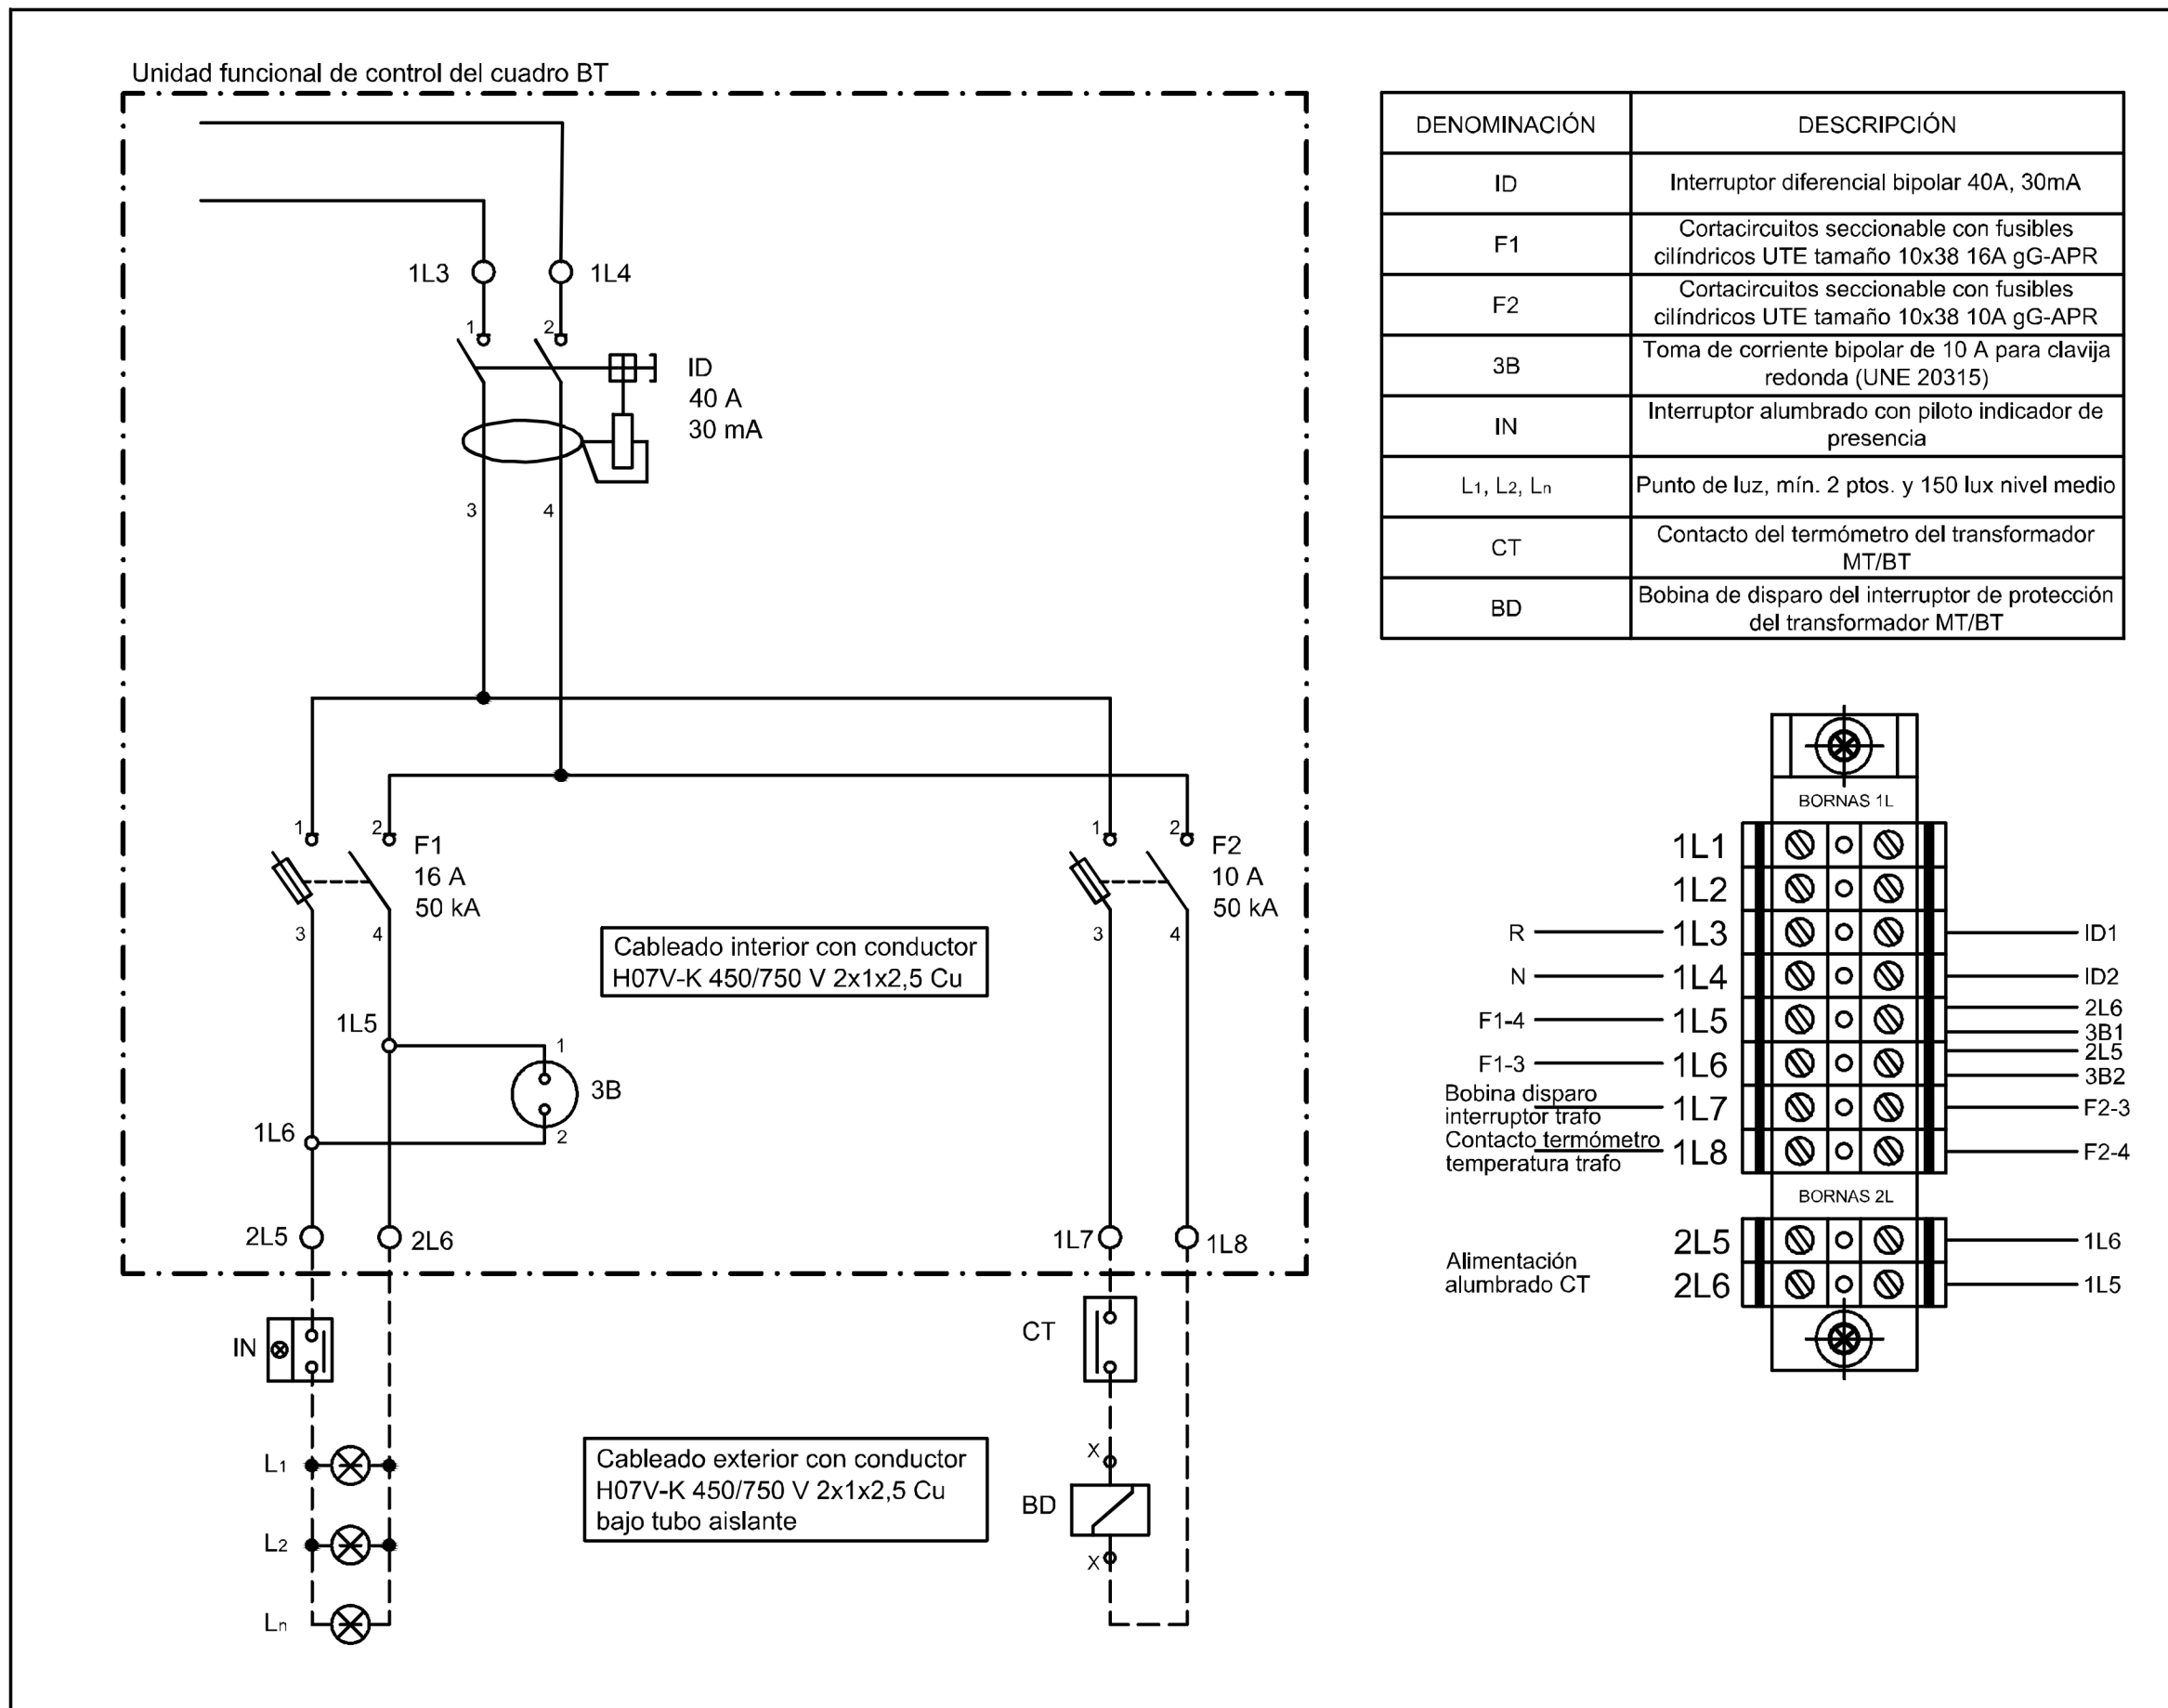 Unidad funcional de control del cuadro BT
1L3
1L4
1
2
ID
40 A
30 mA
3
4
1
2
F1
16 A
50 kA
3
4
1
2
F2
10 A
50 kA
3
4
Cableado interior con conductor
H07V-K 450/750 V 2x1x2,5 Cu
1L5
1
3B
1L6
2
2L5
2L6
1L7
1L8
IN
CT
L1
L2
Ln
Cableado exterior con conductor
H07V-K 450/750 V 2x1x2,5 Cu
bajo tubo aislante
X
BD
X
DENOMINACIÓN
DESCRIPCIÓN
ID
Interruptor diferencial bipolar 40A, 30mA
F1
Cortacircuitos seccionable con fusibles
cilíndricos UTE tamaño 10x38 16A gG-APR
F2
Cortacircuitos seccionable con fusibles
cilíndricos UTE tamaño 10x38 10A gG-APR
3B
Toma de corriente bipolar de 10 A para clavija
redonda (UNE 20315)
IN
Interruptor alumbrado con piloto indicador de
presencia
L1, L2, Ln
Punto de luz, mín. 2 ptos. y 150 lux nivel medio
CT
Contacto del termómetro del transformador
MT/BT
BD
Bobina de disparo del interruptor de protección
del transformador MT/BT
BORNAS 1L
1L1
1L2
R
1L3
ID1
N
1L4
ID2
F1-4
1L5
2L6
3B1
F1-3
1L6
2L5
3B2
Bobina disparo
interruptor trafo
1L7
F2-3
Contacto termómetro
temperatura trafo
1L8
F2-4
BORNAS 2L
Alimentación
alumbrado CT
2L5
1L6
2L6
1L5